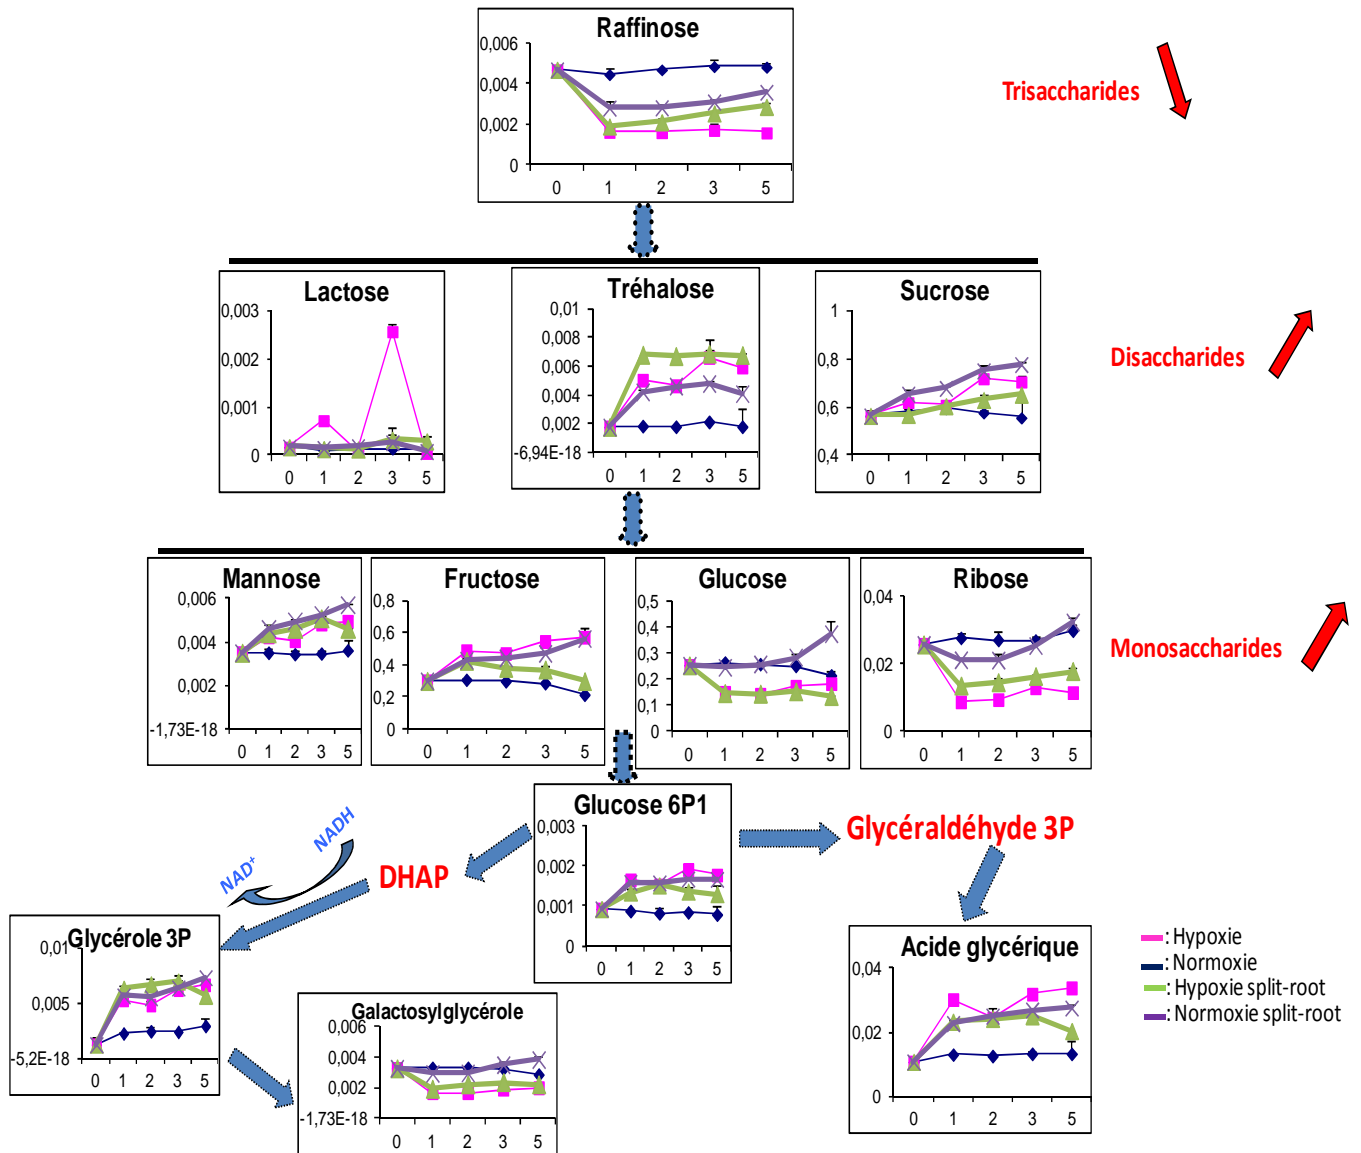 Raffinose
0,006
0,004
0,002
0
0 1 2 3 5
Trisaccharides
Lactose
0,003
0,002
0,001
0
0 1 2 3 5
Tréhalose
0,01
0,008
0,006
0,004
0,002
-6,94E-18
0 1 2 3 5
Sucrose
1
0,8
0,6
0,4
0 1 2 3 5
Disaccharides
Mannose
0,006
0,004
0,002
-1,73E-18
0 1 2 3 5
Fructose
0,8
0,6
0,4
0,2
0
0 1 2 3 5
Glucose
0,5
0,4
0,3
0,2
0,1
0
0 1 2 3 5
Ribose
0,04
0,02
0
0 1 2 3 5
Monosaccharides
Glucose 6P1
0,003
0,002
0,001
0
0 1 2 3 5
Glycéraldéhyde 3P
NADH
NAD+
DHAP
Glycérole 3P
0,01
0,005
-5,2E-18
0 1 2 3 5
Galactosylglycérole
0,006
0,004
0,002
-1,73E-18
0 1 2 3 5
Acide glycérique
0,04
0,02
0
0 1 2 3 5
: Hypoxie
: Normoxie
: Hypoxie split-root
: Normoxie split-root